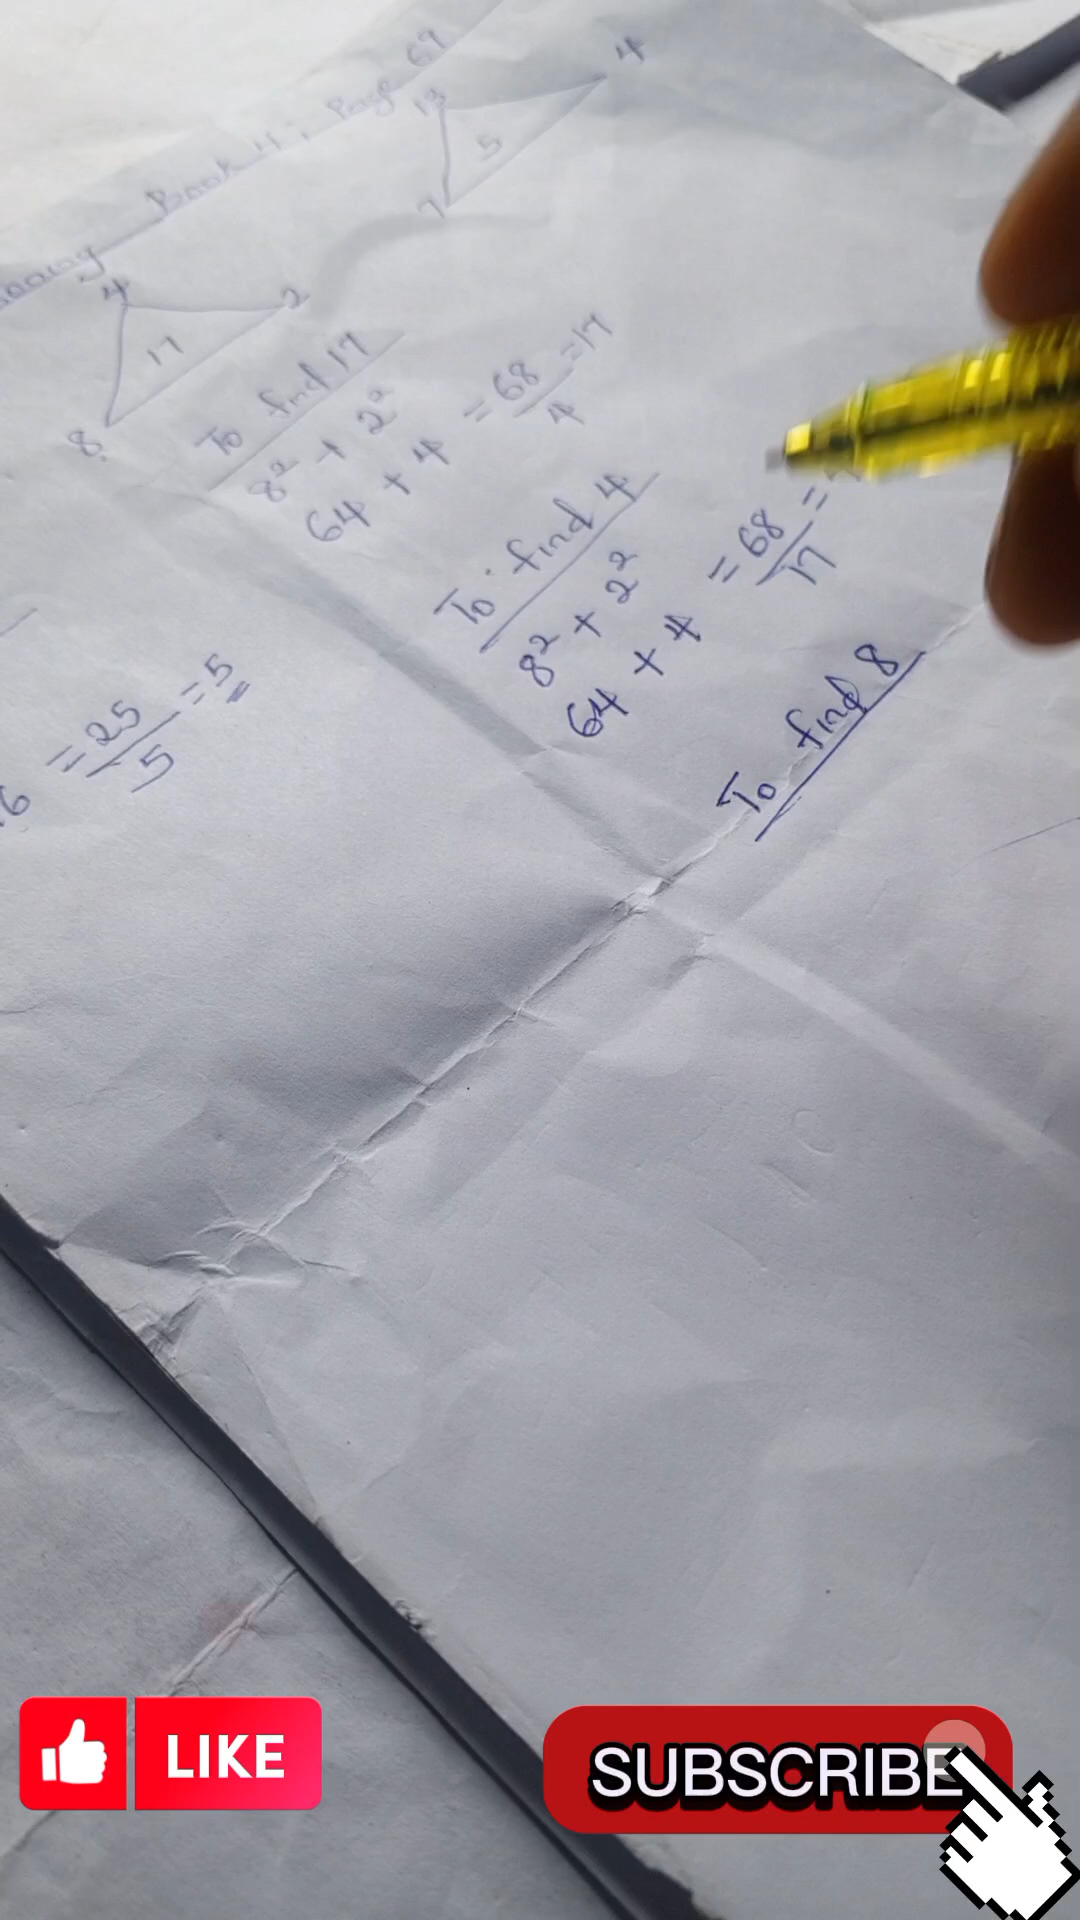 Book 4; Page 69
13
4
5
7
4
2
17
8
To find 17
8² + 2²
64 + 4 = 68/4 = 17
To find 4
8² + 2²
64 + 4 = 68/17 =
To find 8
= 25/5 = 5
6
LIKE
SUBSCRIBE